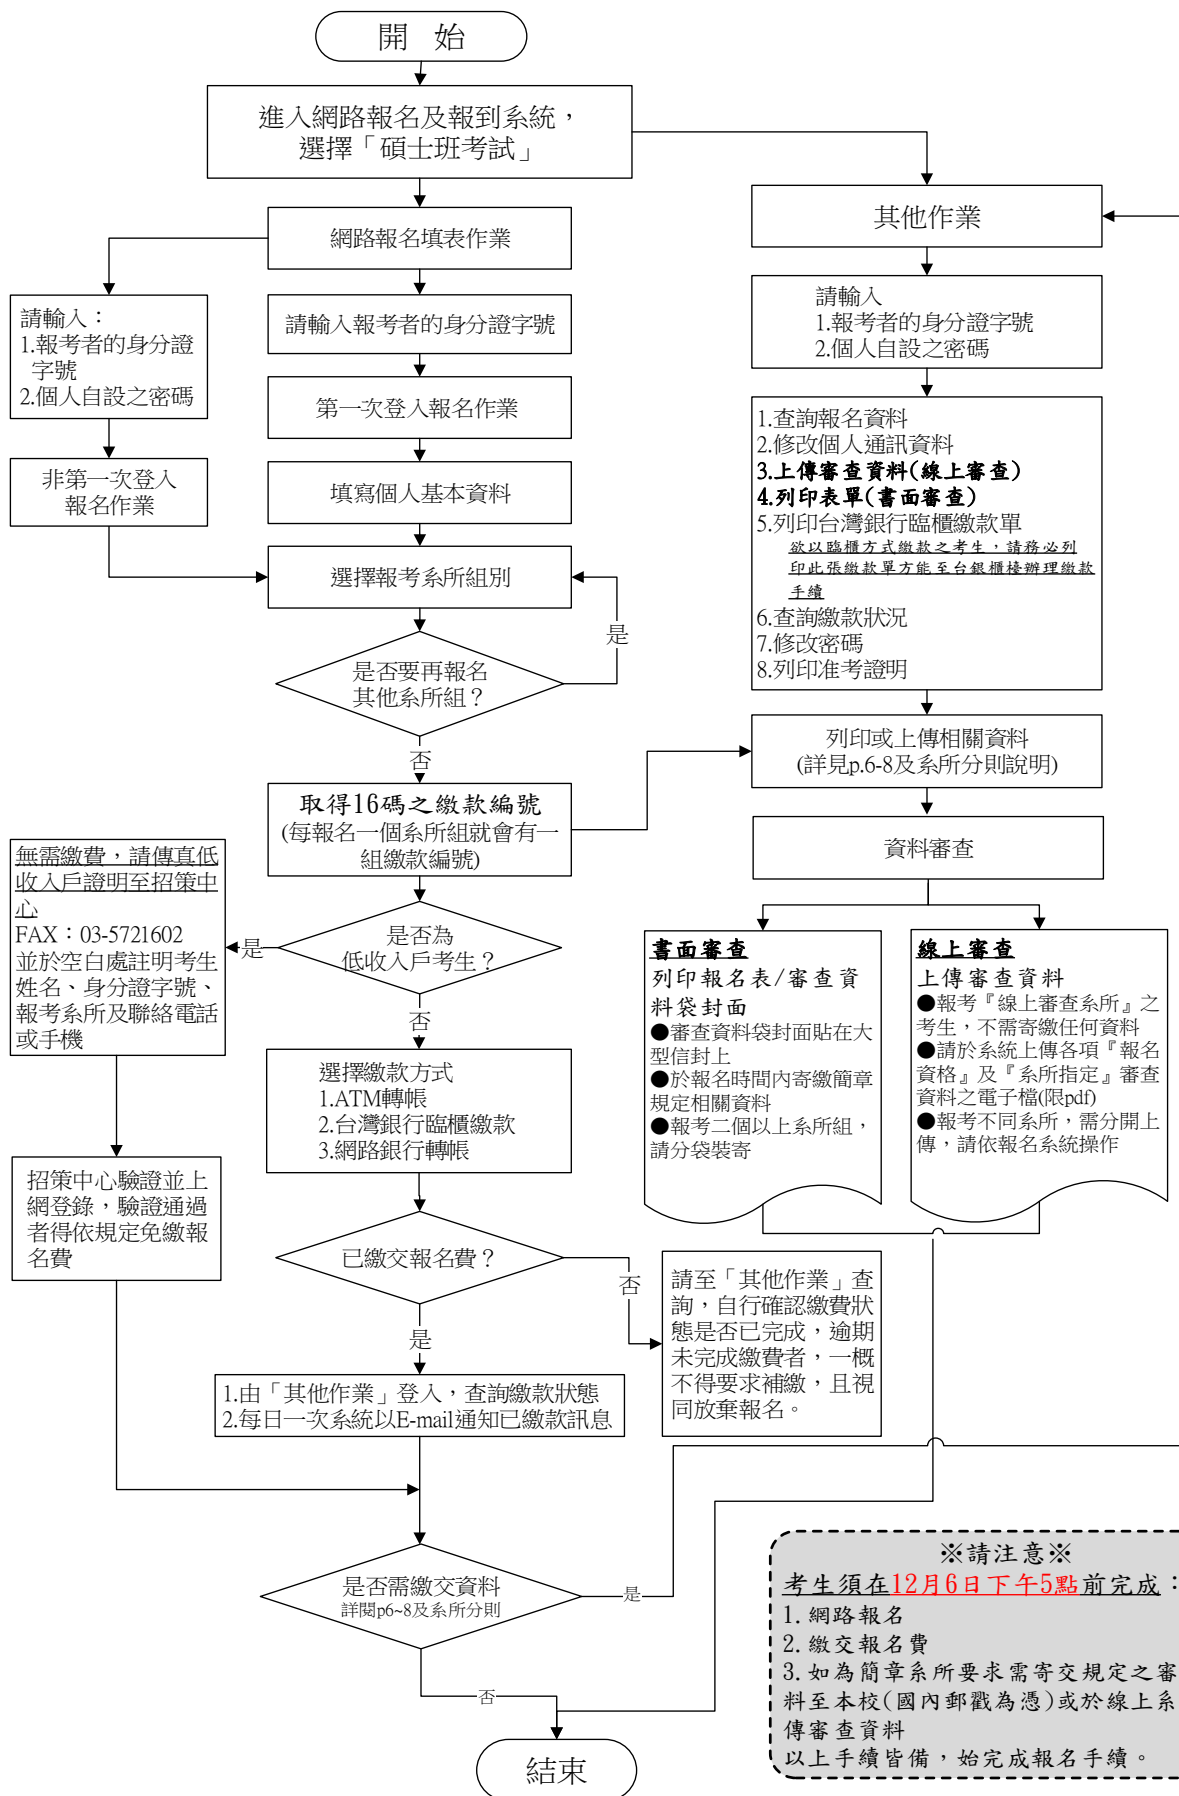 開 始
進入網路報名及報到系統，
選擇「碩士班考試」
網路報名填表作業
請輸入：
1.報考者的身分證
字號
2.個人自設之密碼
非第一次登入
報名作業
請輸入報考者的身分證字號
第一次登入報名作業
填寫個人基本資料
選擇報考系所組別
是
是否要再報名
其他系所組？
否
取得16碼之繳款編號
(每報名一個系所組就會有一
組繳款編號)
是否為
低收入戶考生？
是
無需繳費，請傳真低
收入戶證明至招策中
心
FAX：03-5721602
並於空白處註明考生
姓名、身分證字號、
報考系所及聯絡電話
或手機
招策中心驗證並上
網登錄，驗證通過
者得依規定免繳報
名費
否
選擇繳款方式
1.ATM轉帳
2.台灣銀行臨櫃繳款
3.網路銀行轉帳
已繳交報名費？
否
請至「其他作業」查
詢，自行確認繳費狀
態是否已完成，逾期
未完成繳費者，一概
不得要求補繳，且視
同放棄報名。
是
1.由「其他作業」登入，查詢繳款狀態
2.每日一次系統以E-mail通知已繳款訊息
是否需繳交資料
詳閱p6~8及系所分則
是
否
結束
其他作業
請輸入
1.報考者的身分證字號
2.個人自設之密碼
1.查詢報名資料
2.修改個人通訊資料
3.上傳審查資料(線上審查)
4.列印表單(書面審查)
5.列印台灣銀行臨櫃繳款單
欲以臨櫃方式繳款之考生，請務必列
印此張繳款單方能至台銀櫃檯辦理繳款
手續
6.查詢繳款狀況
7.修改密碼
8.列印准考證明
列印或上傳相關資料
(詳見p.6-8及系所分則說明)
資料審查
書面審查
列印報名表/審查資
料袋封面
●審查資料袋封面貼在大
型信封上
●於報名時間內寄繳簡章
規定相關資料
●報考二個以上系所組，
請分袋裝寄
線上審查
上傳審查資料
●報考『線上審查系所』之
考生，不需寄繳任何資料
●請於系統上傳各項『報名
資格』及『系所指定』審查
資料之電子檔(限pdf)
●報考不同系所，需分開上
傳，請依報名系統操作
※請注意※
考生須在12月6日下午5點前完成：
1. 網路報名
2. 繳交報名費
3. 如為簡章系所要求需寄交規定之審
料至本校(國內郵戳為憑)或於線上系
傳審查資料
以上手續皆備，始完成報名手續。